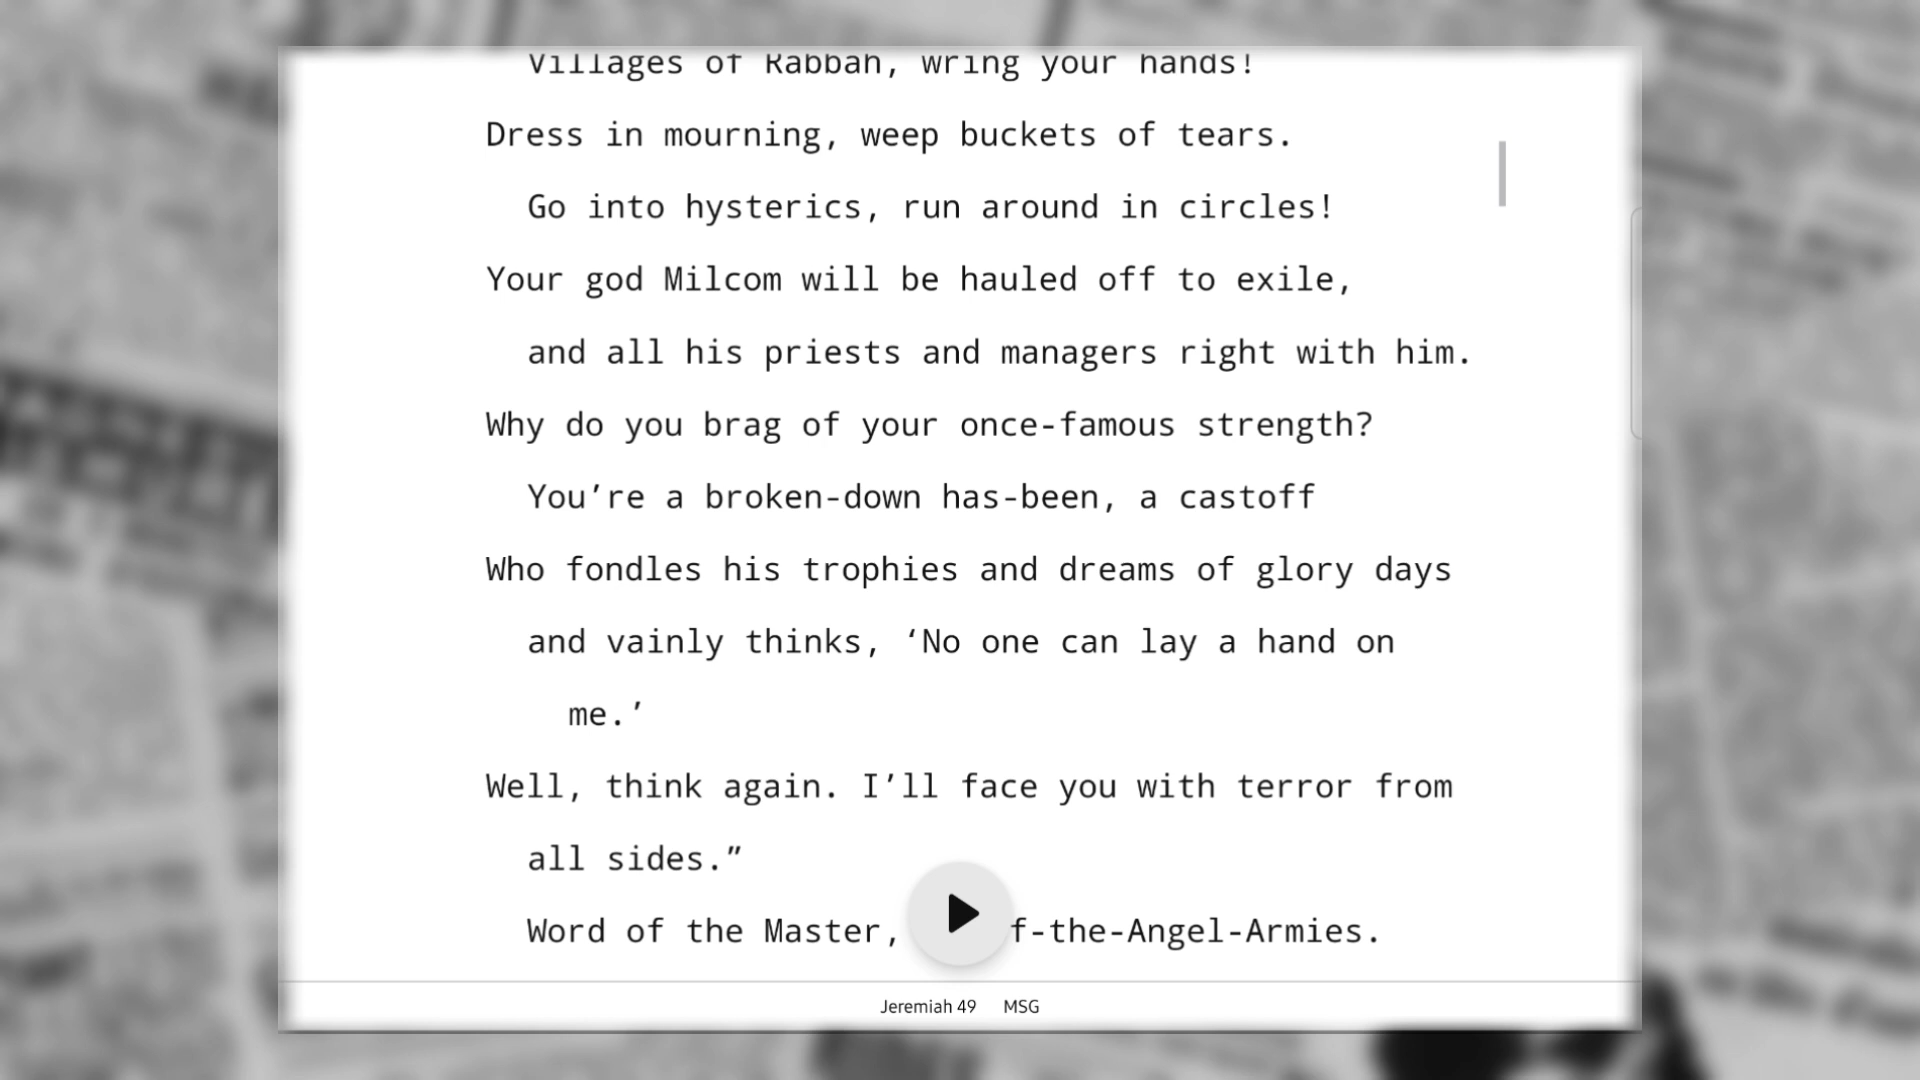 Villages of Rabbah, wring your hands!
Dress in mourning, weep buckets of tears.
Go into hysterics, run around in circles!
Your god Milcom will be hauled off to exile,
and all his priests and managers right with him.
Why do you brag of your once-famous strength?
You’re a broken-down has-been, a castoff
Who fondles his trophies and dreams of glory days
and vainly thinks, ‘No one can lay a hand on
me.’
Well, think again. I’ll face you with terror from
all sides.”
Word of the Master, f-the-Angel-Armies.
Jeremiah 49 MSG